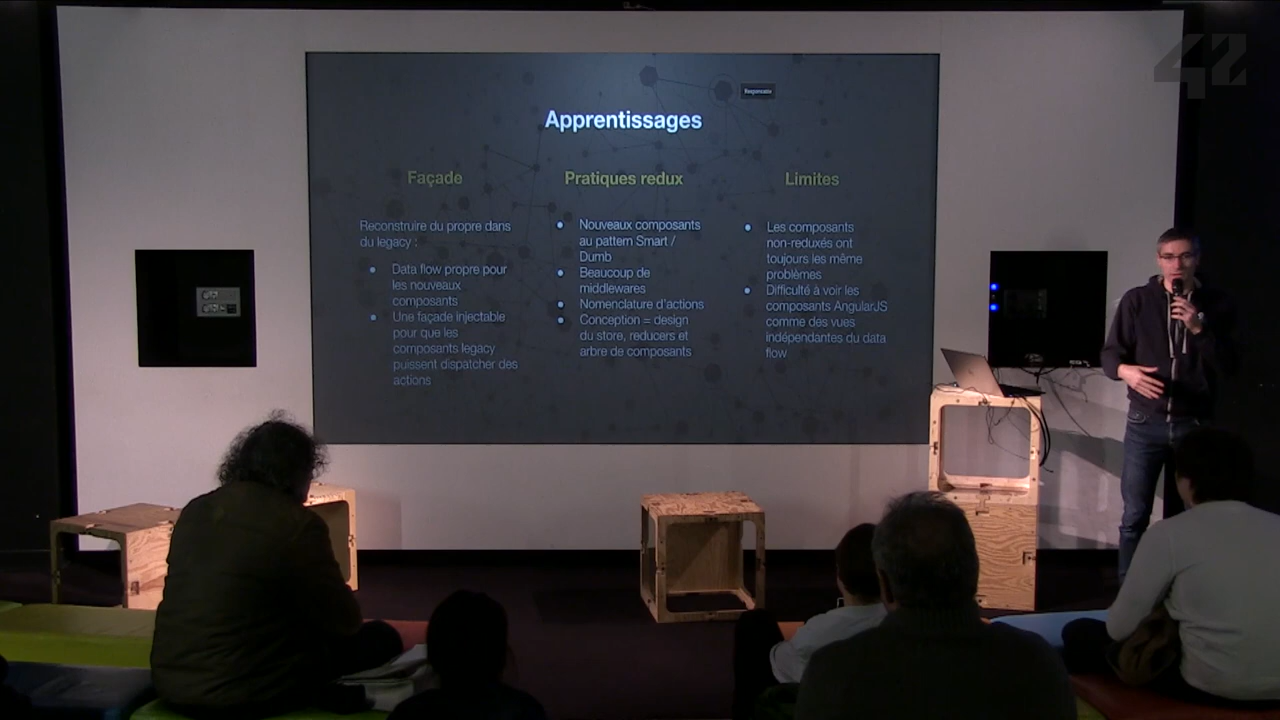 42
Apprentissages
Façade
Reconstruire du propre dans
du legacy :
● Data flow propre pour
les nouveaux
composants
● Une façade injectable
pour que les
composants legacy
puissent dispatcher des
actions
Pratiques redux
● Nouveaux composants
au pattern Smart /
Dumb
● Beaucoup de
middlewares
● Nomenclature d'actions
● Conception = design
du store, reducers et
arbre de composants
Limites
● Les composants
non-reduxés ont
toujours les même
problèmes
● Difficulté à voir les
composants AngularJS
comme des vues
indépendantes du data
flow